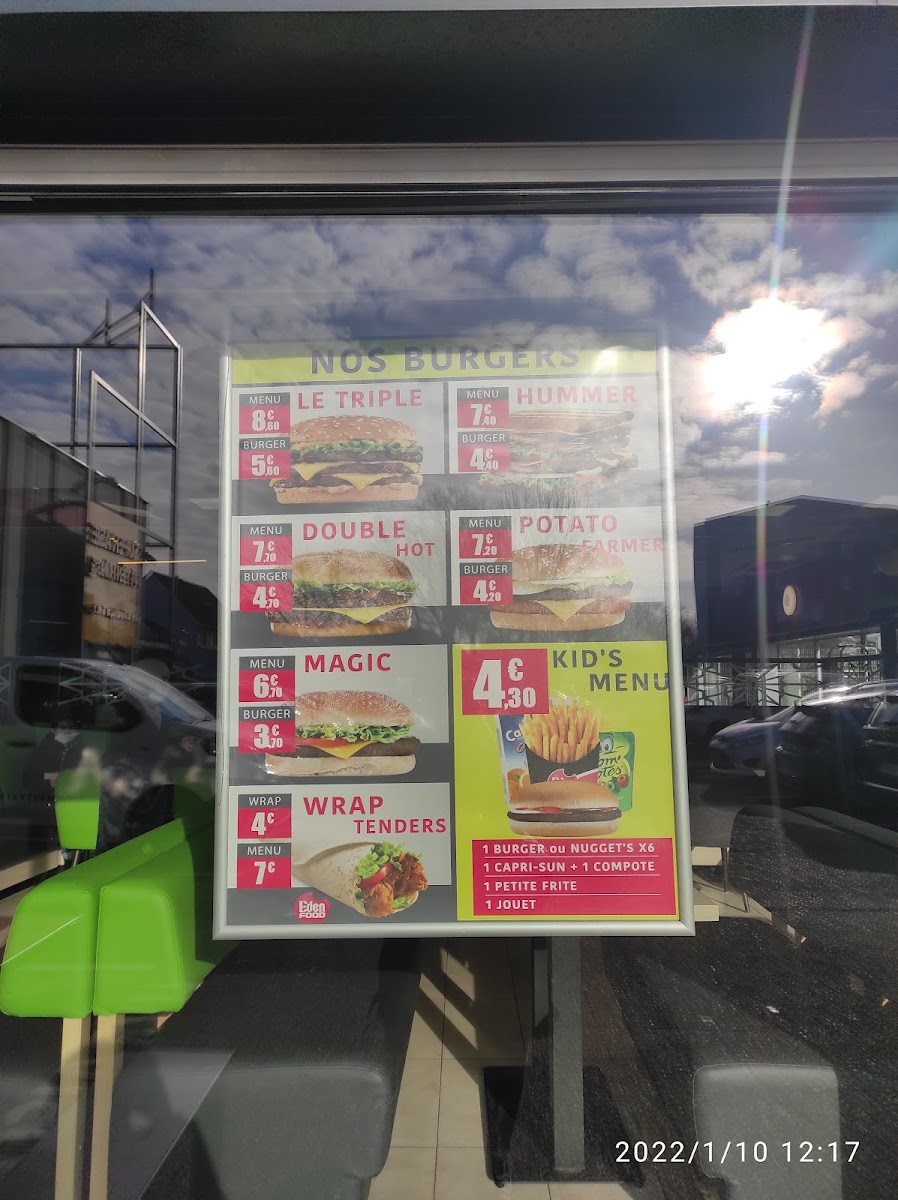 NOS BURGERS
MENU
8€,60
BURGER
5€,60
LE TRIPLE
MENU
7€,40
BURGER
4€,40
HUMMER
MENU
7€,70
BURGER
4€,70
DOUBLE
HOT
MENU
7€,20
BURGER
4€,20
POTATO
FARMER
MENU
6€,70
BURGER
3€,70
MAGIC
4€,30
KID'S
MENU
WRAP
4€
MENU
7€
WRAP
TENDERS
Eden
FOOD
1 BURGER OU NUGGET'S X6
1 CAPRI-SUN + 1 COMPOTE
1 PETITE FRITE
1 JOUET
2022/1/10 12:17